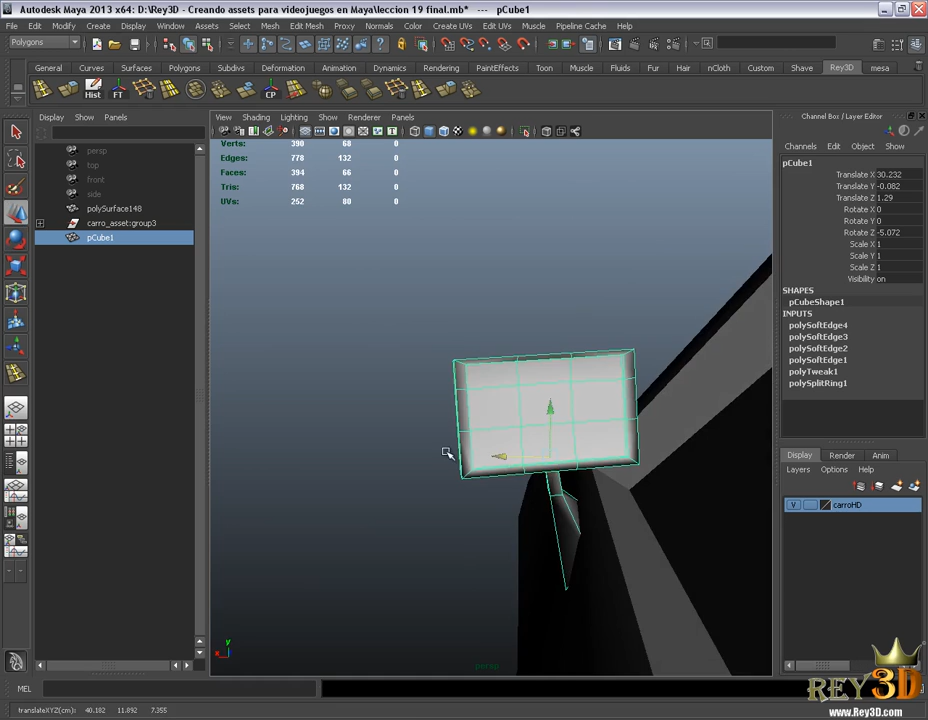 Autodesk Maya 2013 x64: D:\Rey3D - Creando assets para videojuegos en Maya\leccion 19 final.mb* --- pCube1
File Edit Modify Create Display Window Assets Select Mesh Edit Mesh Proxy Normals Color Create UVs Edit UVs Muscle Pipeline Cache Help
Polygons
General Curves Surfaces Polygons Subdivs Deformation Animation Dynamics Rendering PaintEffects Toon Muscle Fluids Fur Hair nCloth Custom Shave Rey3D mesa
Hist FT CP
Display Show Panels
View Shading Lighting Show Renderer Panels
Channel Box / Layer Editor
Channels Edit Object Show
persp
top
front
side
polySurface148
carro_asset:group3
pCube1
Verts: 390 68 0
Edges: 778 132 0
Faces: 394 66 0
Tris: 768 132 0
UVs: 252 80 0
pCube1
Translate X 30.232
Translate Y -0.082
Translate Z 1.29
Rotate X 0
Rotate Y 0
Rotate Z -5.072
Scale X 1
Scale Y 1
Scale Z 1
Visibility on
SHAPES
pCubeShape1
INPUTS
polySoftEdge4
polySoftEdge3
polySoftEdge2
polySoftEdge1
polyTweak1
polySplitRing1
Display Render Anim
Layers Options Help
V carroHD
y
x
persp
MEL
translateXYZ(cm): 40.182 11.892 7.355
REY3D
www.Rey3D.com